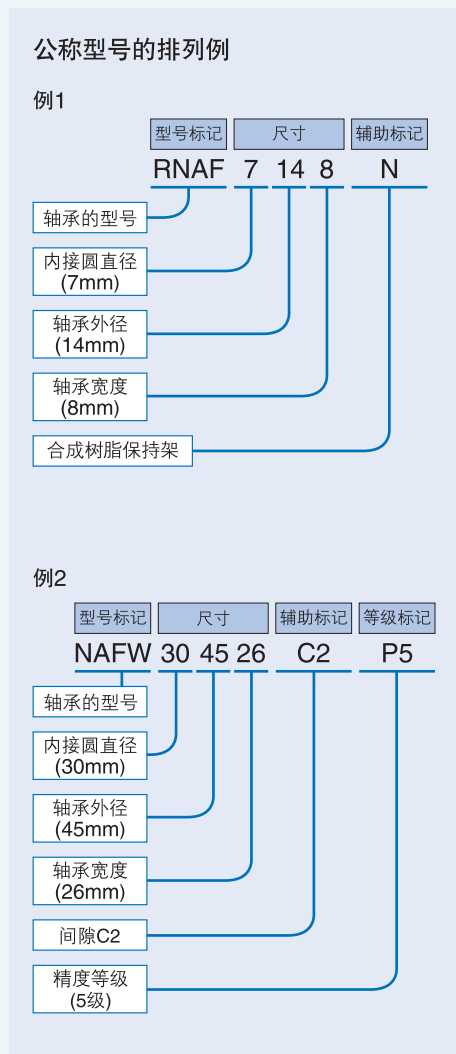 公称型号的排列例
例1
型号标记 尺寸 辅助标记
RNAF 7 14 8 N
轴承的型号
内接圆直径
(7mm)
轴承外径
(14mm)
轴承宽度
(8mm)
合成树脂保持架
例2
型号标记 尺寸 辅助标记 等级标记
NAFW 30 45 26 C2 P5
轴承的型号
内接圆直径
(30mm)
轴承外径
(45mm)
轴承宽度
(26mm)
间隙C2
精度等级
(5级)